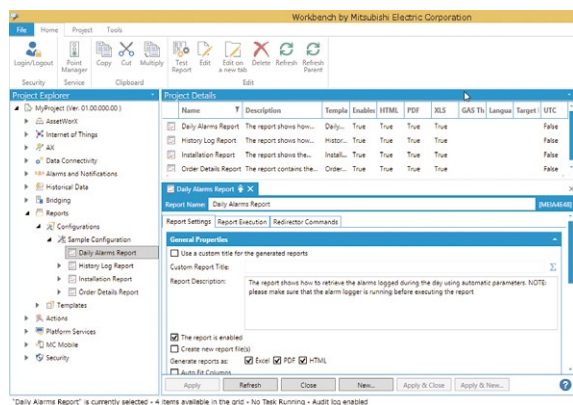 Workbench by Mitsubishi Electric Corporation
File Home Project Tools
Login/Logout Point Manager Copy Cut Multiply Test Report Edit Edit on a new tab Delete Refresh Refresh Parent
Security Service Clipboard Edit
Project Explorer
MyProject (Ver. 01.00.000.00 )
AssetWorX
Internet of Things
AX
Data Connectivity
Alarms and Notifications
Historical Data
Bridging
Reports
Configurations
Sample Configuration
Daily Alarms Report
History Log Report
Installation Report
Order Details Report
Templates
Actions
Platform Services
MC Mobile
Security
Project Details
Name Description Templa Enables HTML PDF XLS GAS Th Langua Target UTC
Daily Alarms Report The report shows how... Daily... True True True True False
History Log Report The report shows how... Histor... True True True True False
Installation Report The report shows the... Install... True True True True False
Order Details Report The report contains the... Order... True True True True False
Daily Alarms Report
Report Name: Daily Alarms Report
Report Settings Report Execution Redirector Commands
General Properties
Use a custom title for the generated reports
Custom Report Title:
Report Description: The report shows how to retrieve the alarms logged during the day using automatic parameters. NOTE:
please make sure that the alarm logger is running before executing the report
The report is enabled
Create new report file(s)
Generate reports as: Excel PDF HTML
Auto Fit Columns
Apply Refresh Close New... Apply & Close Apply & New...
"Daily Alarms Report" is currently selected - 4 items available in the grid - No Task Running - Audit log enabled